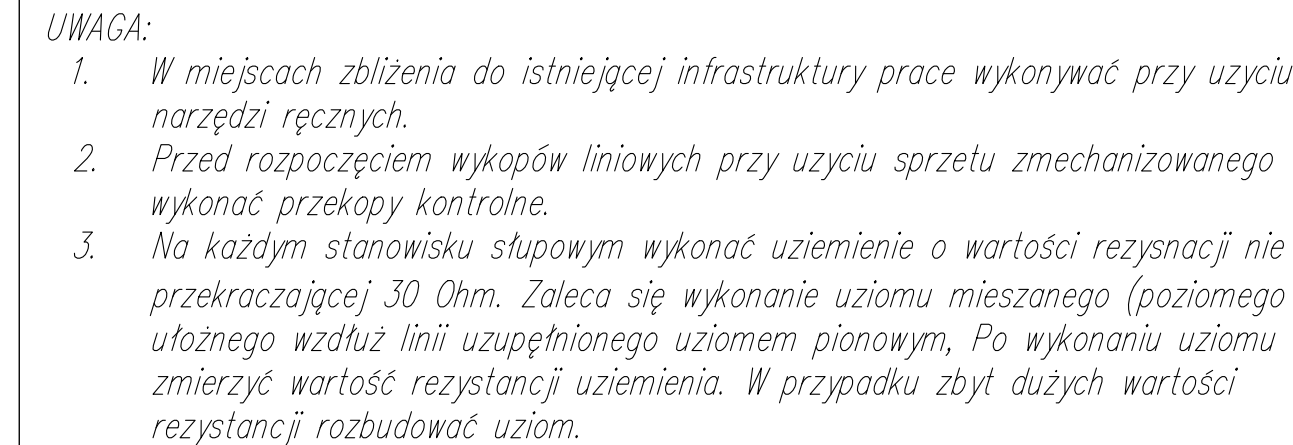 UWAGA:
1. W miejscach zbliżenia do istniejącej infrastruktury prace wykonywać przy uzyciu
narzędzi ręcznych.
2. Przed rozpoczęciem wykopów liniowych przy uzyciu sprzetu zmechanizowanego
wykonać przekopy kontrolne.
3. Na każdym stanowisku słupowym wykonać uziemienie o wartości rezysnacji nie
przekraczającej 30 Ohm. Zaleca się wykonanie uziomu mieszanego (poziomego
ułożnego wzdłuż linii uzupęłnionego uziomem pionowym, Po wykonaniu uziomu
zmierzyć wartość rezystancji uziemienia. W przypadku zbyt dużych wartości
rezystancji rozbudować uziom.